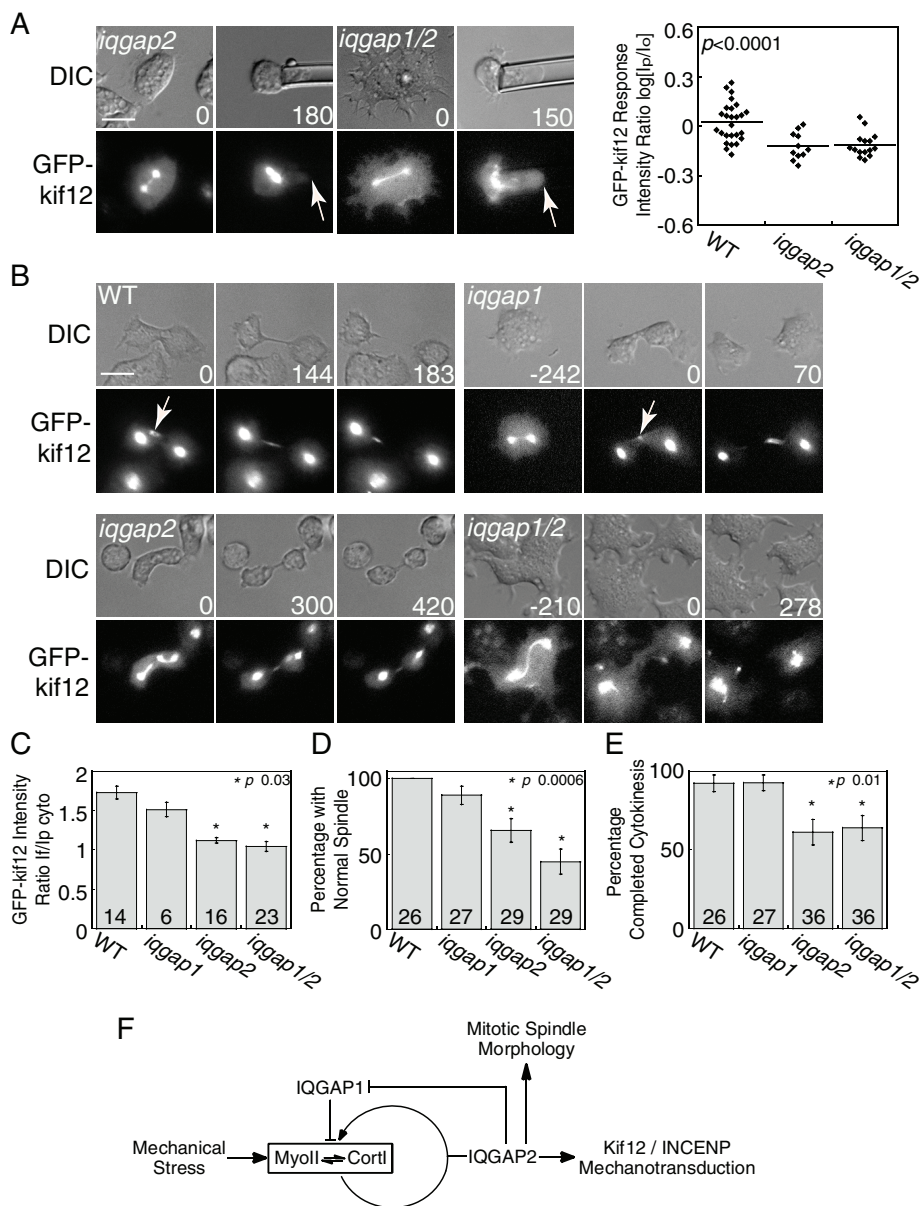 A
iqgap2
iqgap1/2
DIC
0
180
0
150
GFP-
kif12
GFP-kif12 Response
Intensity Ratio log[Ip/Io]
p<0.0001
0.6
0.3
0
-0.3
-0.6
WT
iqgap2
iqgap1/2
B
WT
iqgap1
DIC
0
144
183
-242
0
70
GFP-
kif12
iqgap2
iqgap1/2
DIC
0
300
420
-210
0
278
GFP-
kif12
C
GFP-kif12 Intensity
Ratio If/Ip cyto
2
1.5
1
0.5
0
* p 0.03
*
*
14
6
16
23
WT
iqgap1
iqgap2
iqgap1/2
D
Percentage with
Normal Spindle
100
50
0
* p 0.0006
*
*
26
27
29
29
WT
iqgap1
iqgap2
iqgap1/2
E
Percentage
Completed Cytokinesis
100
50
0
*p 0.01
*
*
26
27
36
36
WT
iqgap1
iqgap2
iqgap1/2
F
Mitotic Spindle
Morphology
IQGAP1
Mechanical
Stress
MyoII
CortI
IQGAP2
Kif12 / INCENP
Mechanotransduction